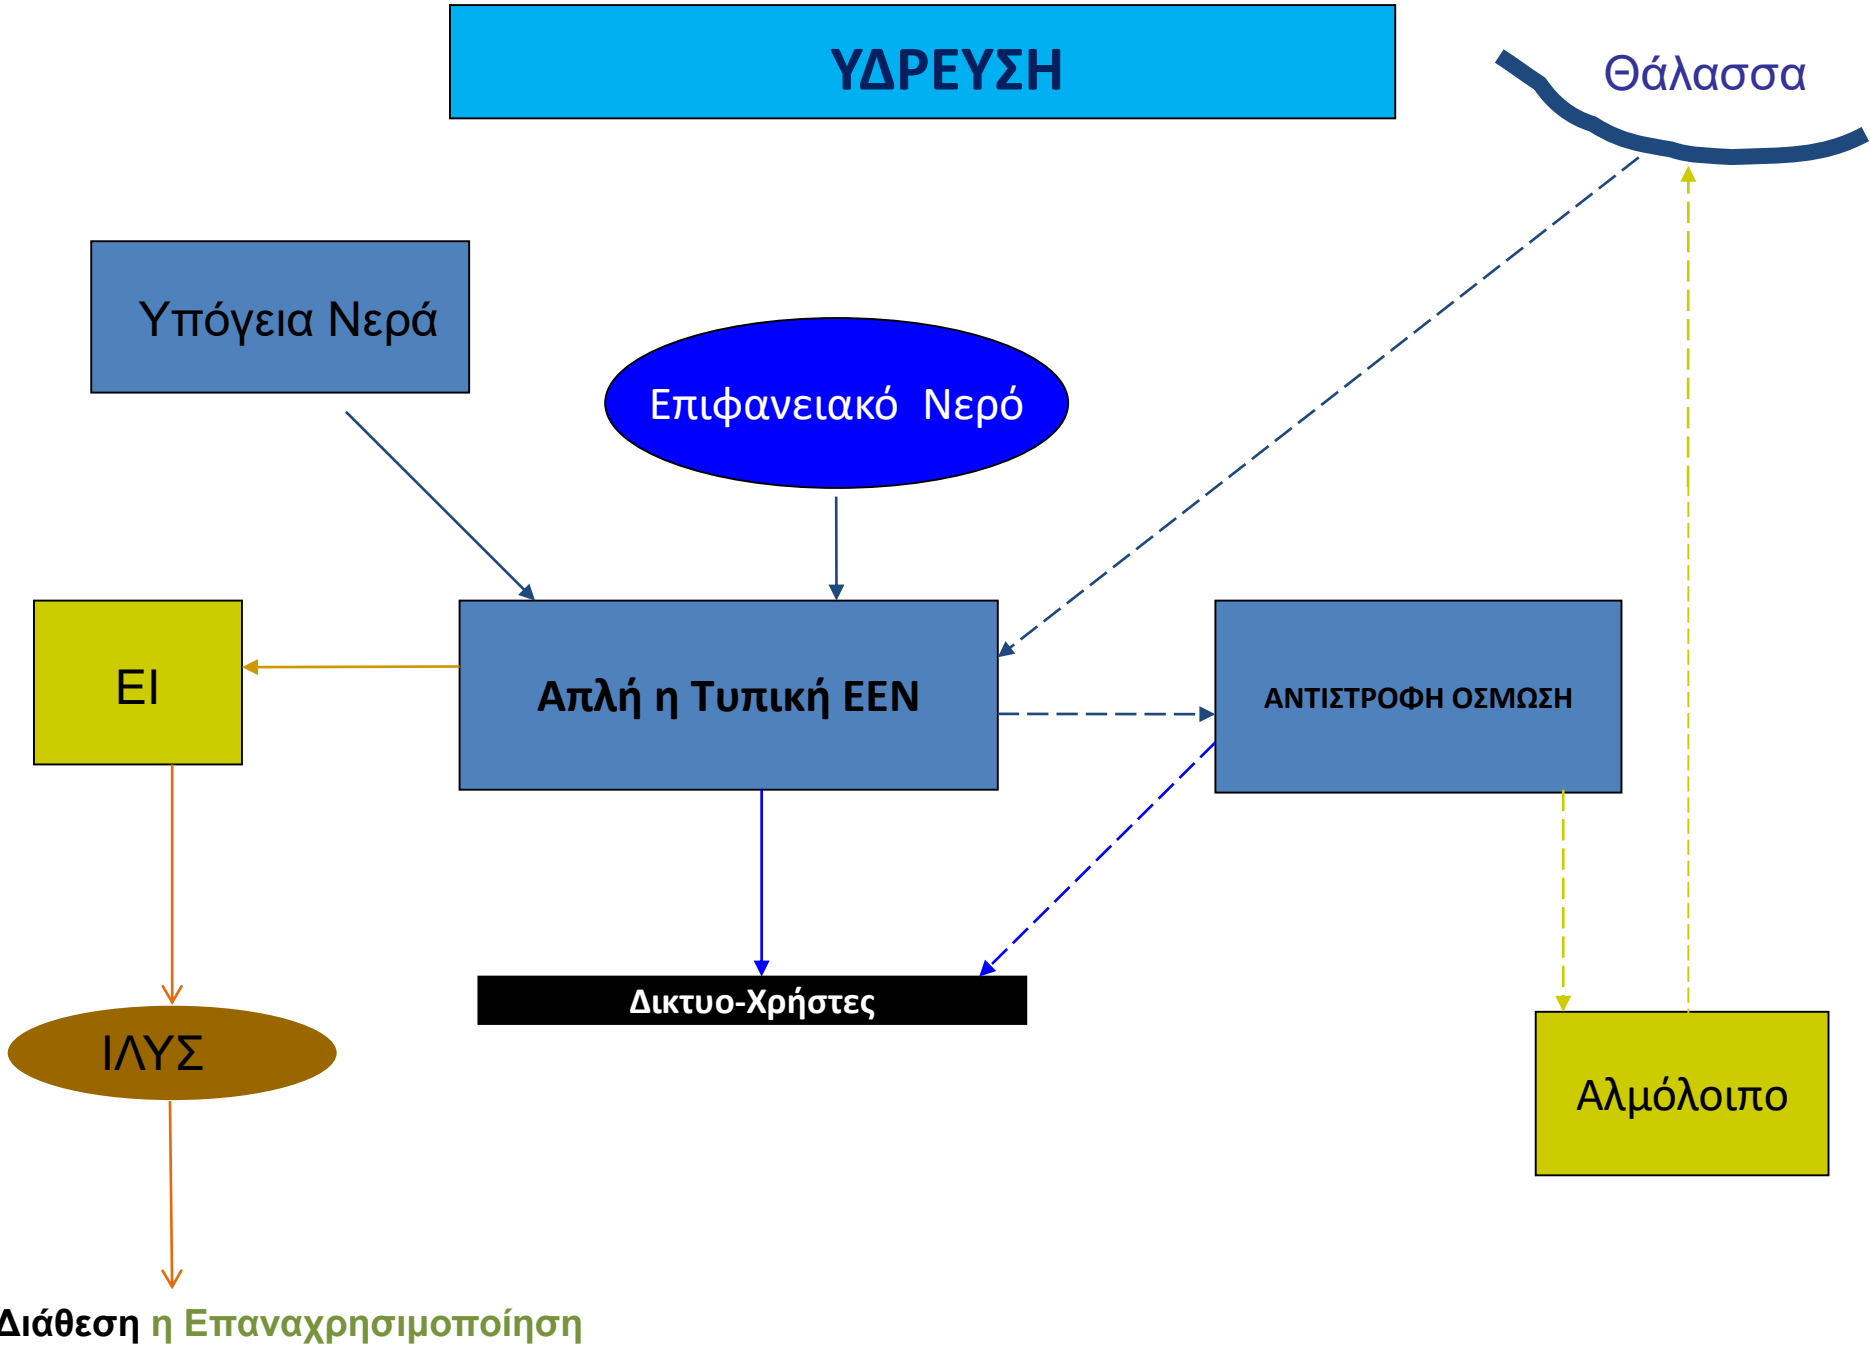 ΥΔΡΕΥΣΗ
Θάλασσα
Υπόγεια Νερά
Επιφανειακό Νερό
ΕΙ
Απλή η Τυπική ΕΕΝ
ΑΝΤΙΣΤΡΟΦΗ ΟΣΜΩΣΗ
Δικτυο-Χρήστες
ΙΛΥΣ
Αλμόλοιπο
Διάθεση η Επαναχρησιμοποίηση